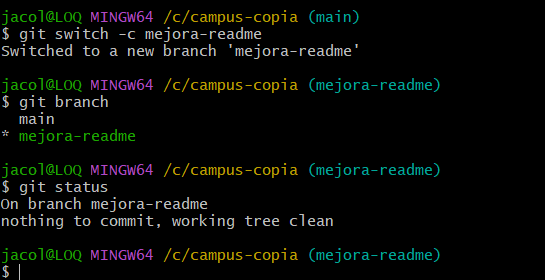 jacol@LOQ MINGW64 /c/campus-copia (main)
$ git switch -c mejora-readme
Switched to a new branch 'mejora-readme'
jacol@LOQ MINGW64 /c/campus-copia (mejora-readme)
$ git branch
  main
* mejora-readme
jacol@LOQ MINGW64 /c/campus-copia (mejora-readme)
$ git status
On branch mejora-readme
nothing to commit, working tree clean
jacol@LOQ MINGW64 /c/campus-copia (mejora-readme)
$